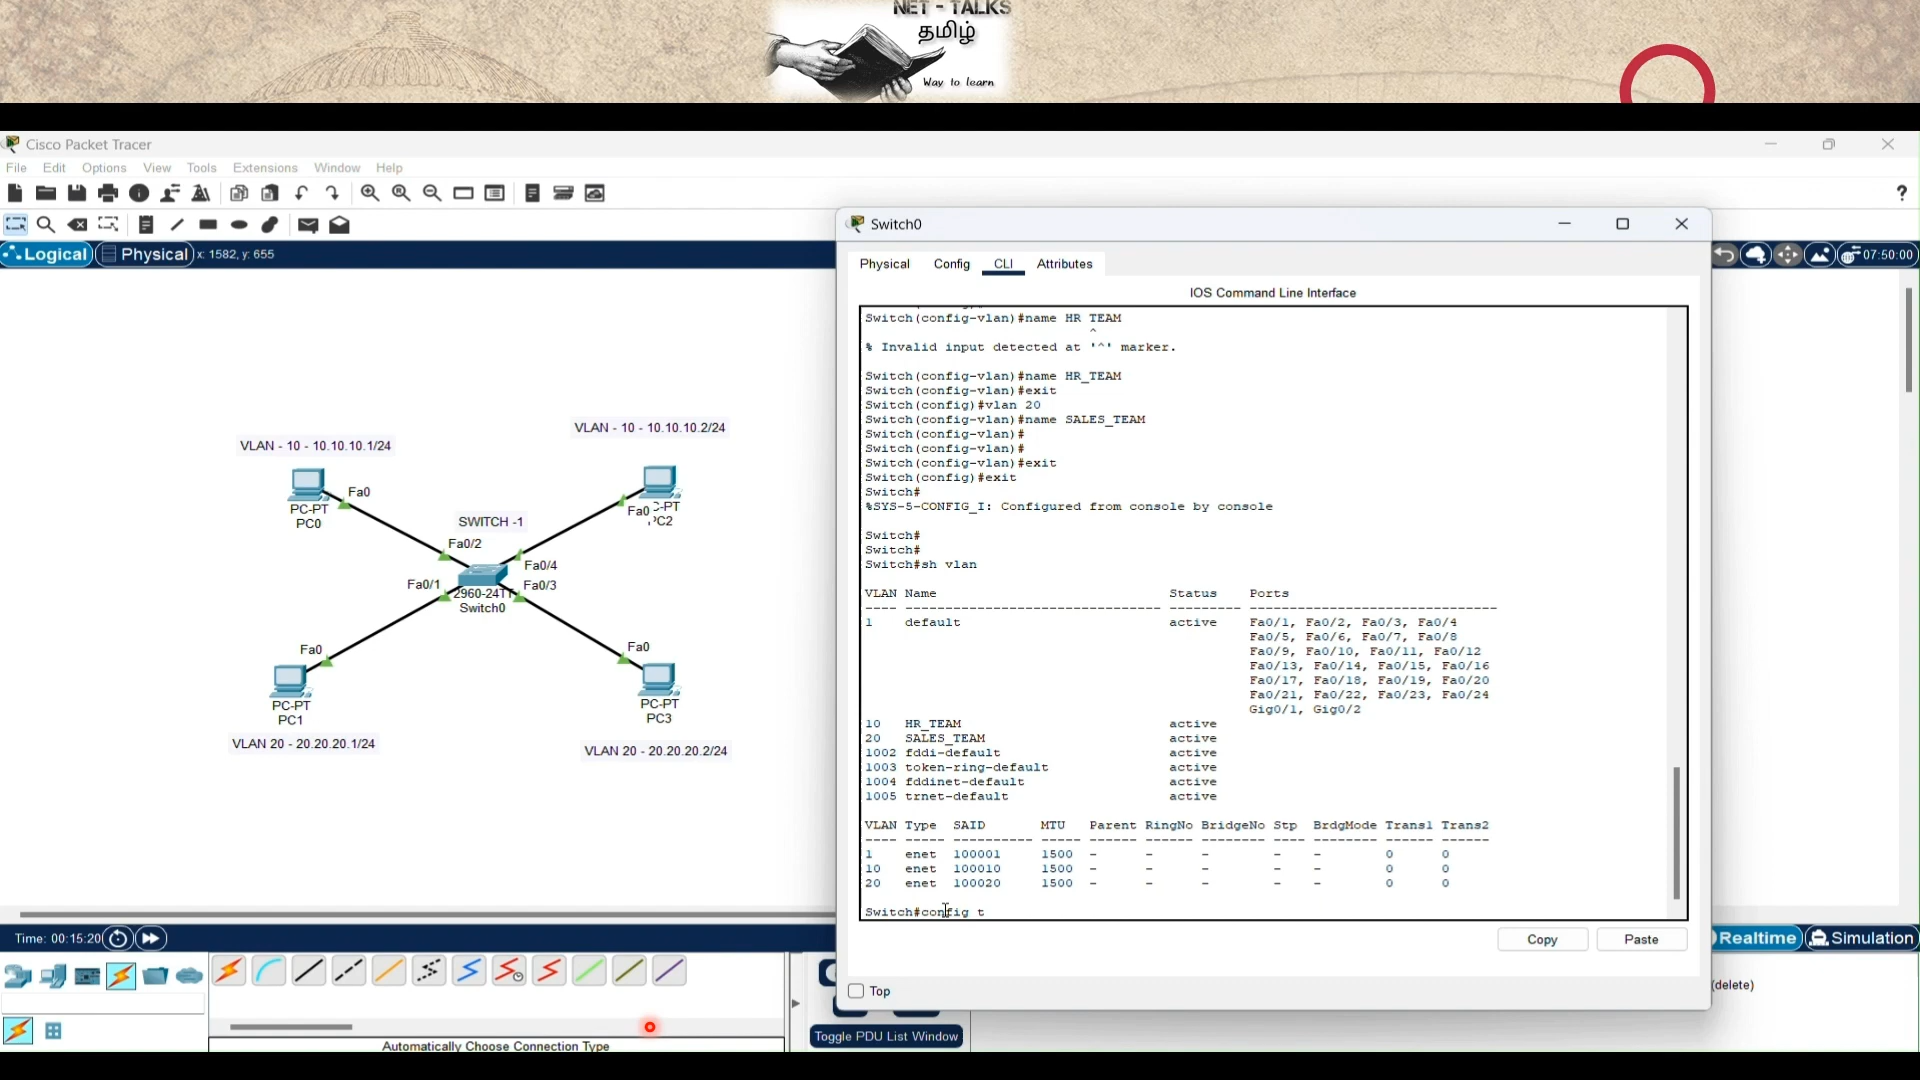 NET - TALKS
தமிழ்
Way to learn
Cisco Packet Tracer
File Edit Options View Tools Extensions Window Help
?
Logical Physical x: 1582, y: 655
07:50:00
VLAN - 10 - 10.10.10.1/24
VLAN - 10 - 10.10.10.2/24
Fa0
PC-PT
PC0
Fa0
C-PT
PC2
SWITCH -1
Fa0/2
Fa0/4
Fa0/1
Fa0/3
2960-24TT
Switch0
Fa0
PC-PT
PC1
Fa0
PC-PT
PC3
VLAN 20 - 20.20.20.1/24
VLAN 20 - 20.20.20.2/24
Switch0
Physical Config CLI Attributes
IOS Command Line Interface
Switch(config-vlan)#name HR TEAM
^
% Invalid input detected at '^' marker.
Switch(config-vlan)#name HR_TEAM
Switch(config-vlan)#exit
Switch(config)#vlan 20
Switch(config-vlan)#name SALES_TEAM
Switch(config-vlan)#
Switch(config-vlan)#
Switch(config-vlan)#exit
Switch(config)#exit
Switch#
%SYS-5-CONFIG_I: Configured from console by console
Switch#
Switch#
Switch#sh vlan
VLAN Name Status Ports
---- -------------------------------- --------- -------------------------------
1 default active Fa0/1, Fa0/2, Fa0/3, Fa0/4
Fa0/5, Fa0/6, Fa0/7, Fa0/8
Fa0/9, Fa0/10, Fa0/11, Fa0/12
Fa0/13, Fa0/14, Fa0/15, Fa0/16
Fa0/17, Fa0/18, Fa0/19, Fa0/20
Fa0/21, Fa0/22, Fa0/23, Fa0/24
Gig0/1, Gig0/2
10 HR_TEAM active
20 SALES_TEAM active
1002 fddi-default active
1003 token-ring-default active
1004 fddinet-default active
1005 trnet-default active
VLAN Type SAID MTU Parent RingNo BridgeNo Stp BrdgMode Trans1 Trans2
---- ----- ---------- ----- ------ ------ -------- ---- -------- ------ ------
1 enet 100001 1500 - - - - - 0 0
10 enet 100010 1500 - - - - - 0 0
20 enet 100020 1500 - - - - - 0 0
Switch#config t
Copy Paste
Top
Time: 00:15:20
Realtime Simulation
(delete)
Toggle PDU List Window
Automatically Choose Connection Type